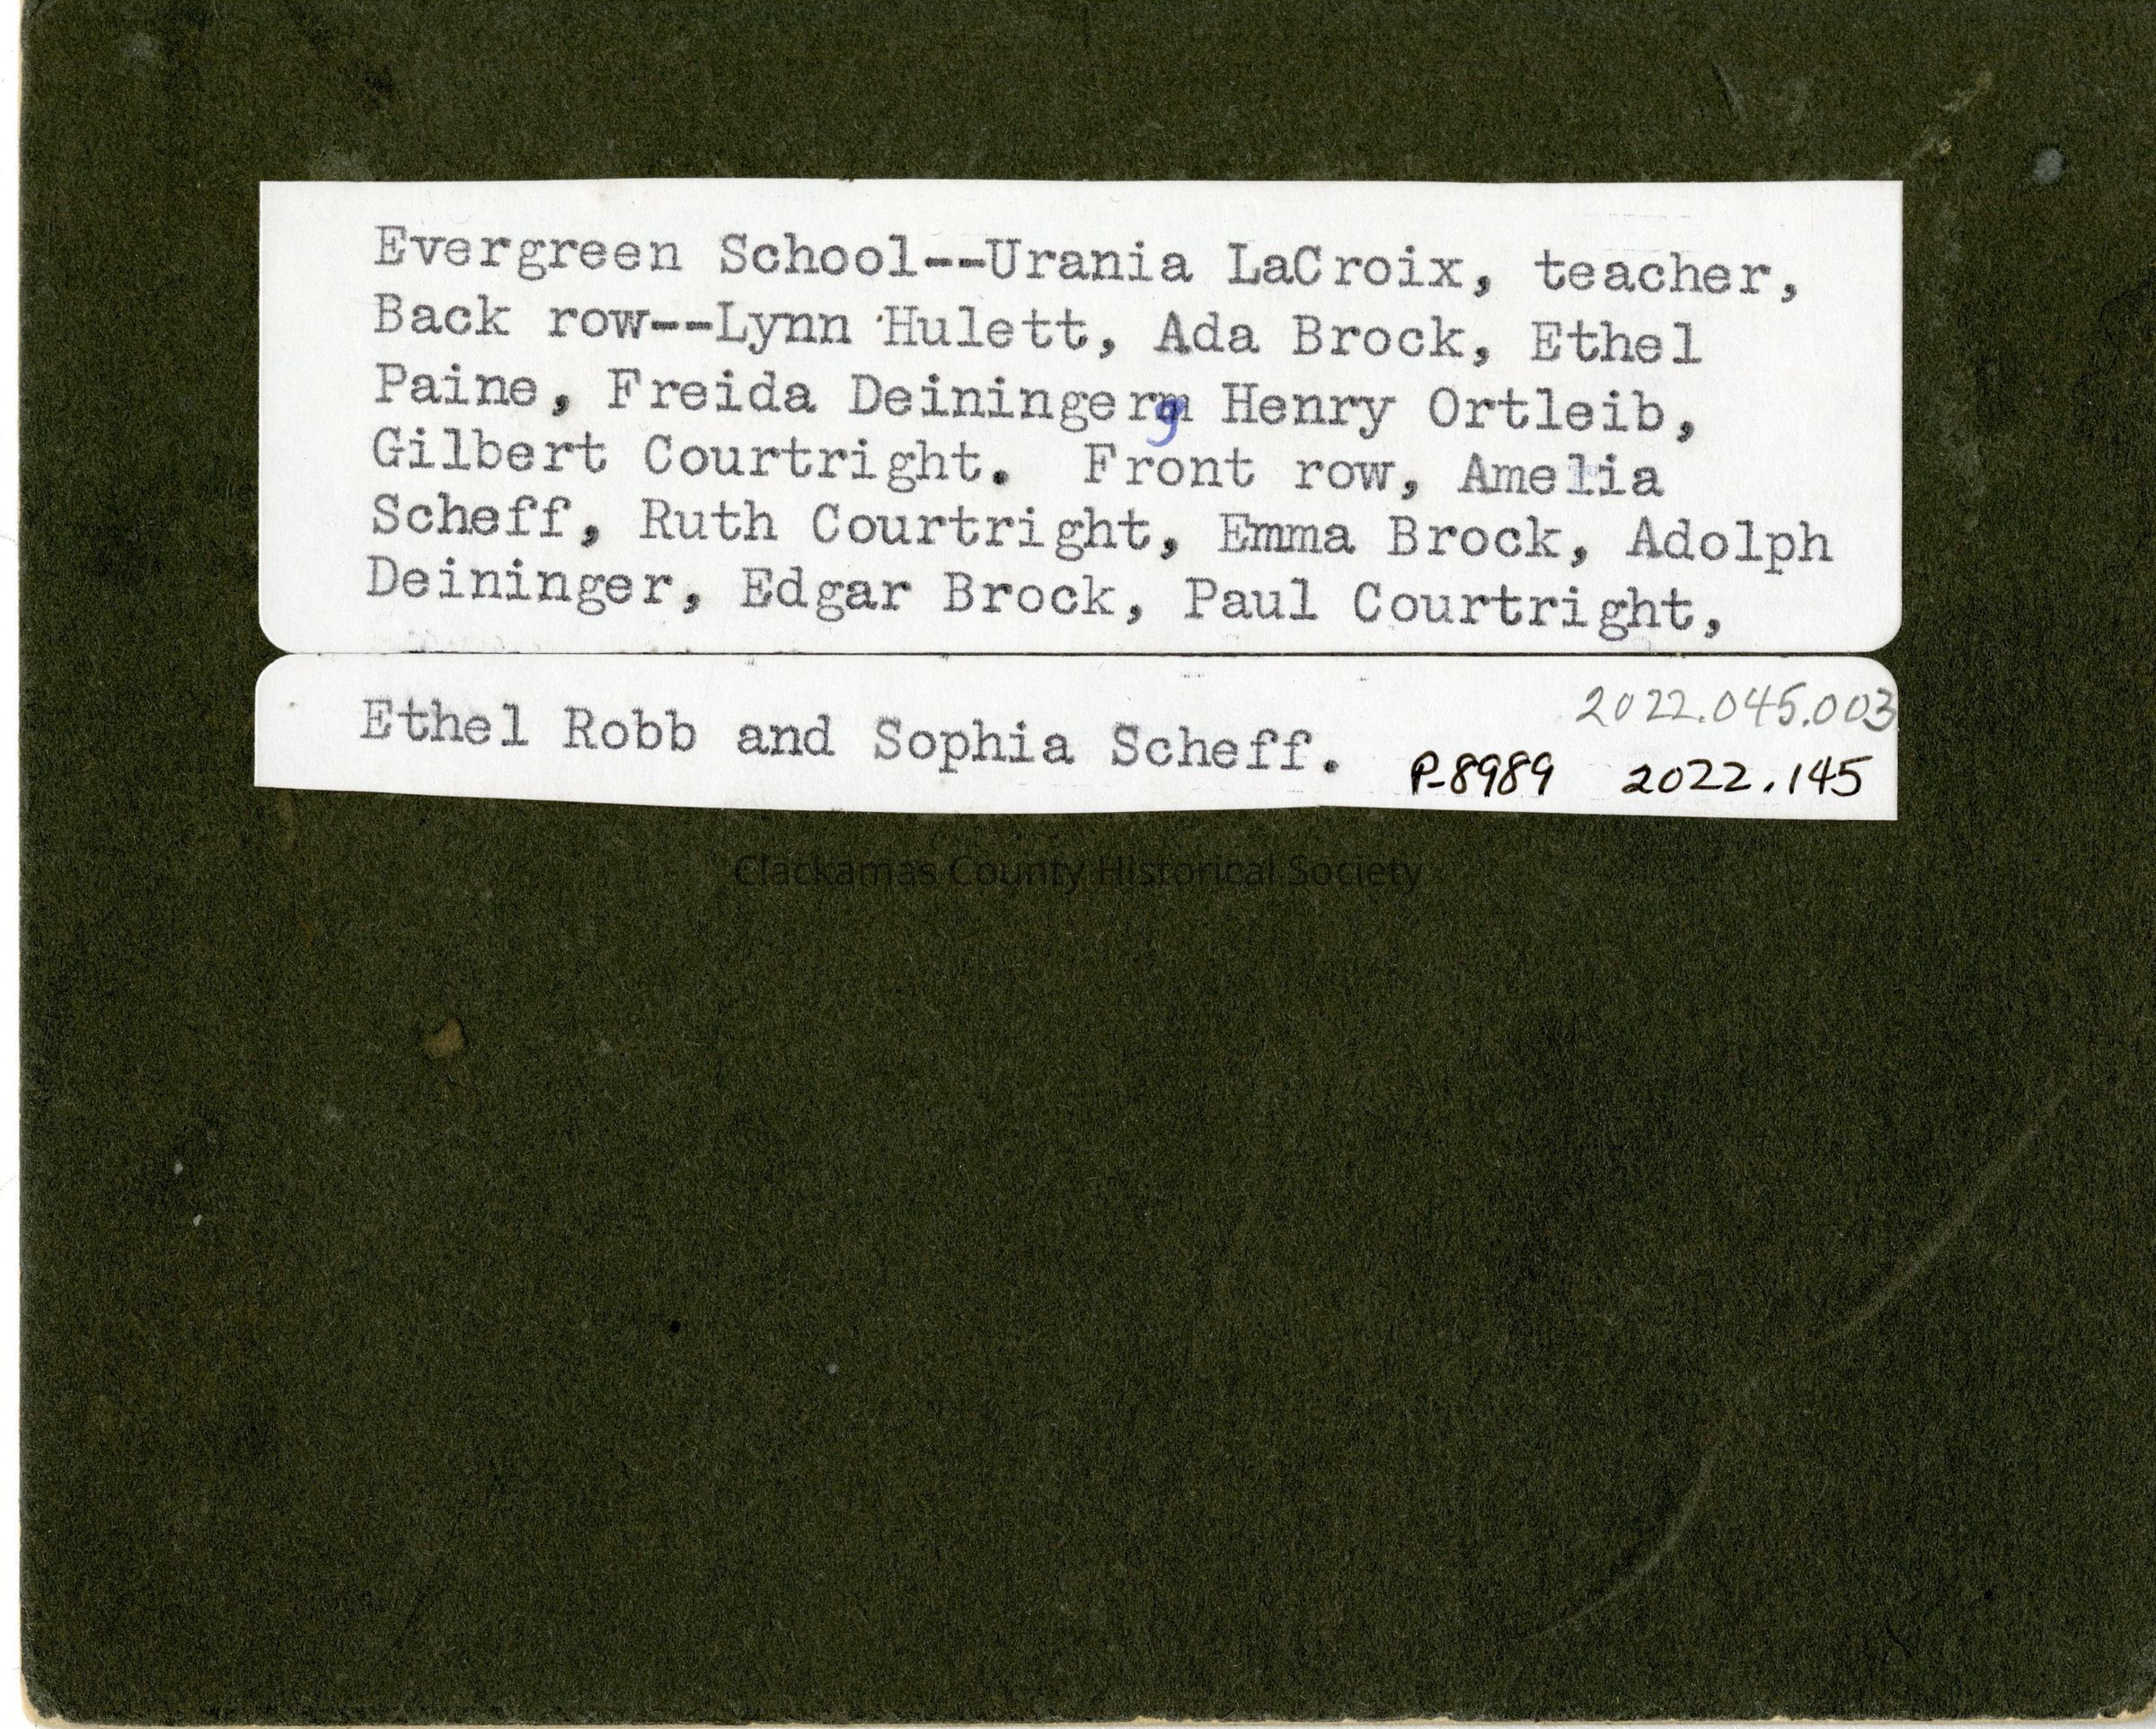 Evergreen School--Urania LaCroix, teacher,
Back row--Lynn Hulett, Ada Brock, Ethel
Paine, Freida Deininger, Henry Ortleib,
Gilbert Courtright. Front row, Amelia
Scheff, Ruth Courtright, Emma Brock, Adolph
Deininger, Edgar Brock, Paul Courtright,
2022.045.003
Ethel Robb and Sophia Scheff.
P-8989 2022.145
Clackamas County Historical Society